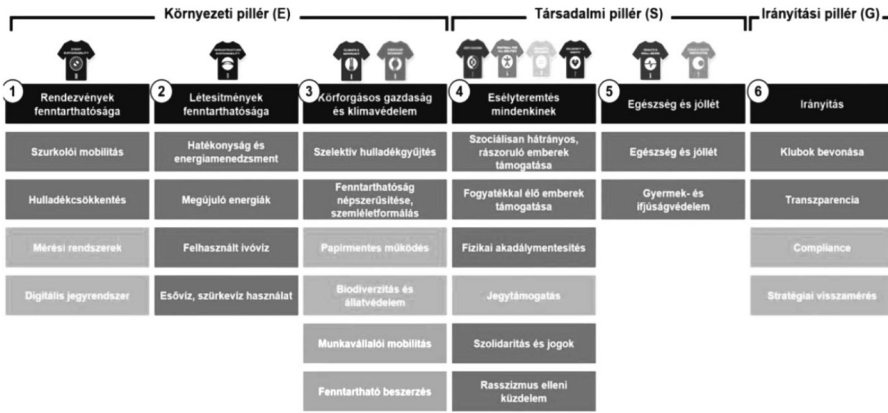 Környezeti pillér (E)
Társadalmi pillér (S)
Irányítási pillér (G)
1
Rendezvények
fenntarthatósága
Szurkolói mobilitás
Hulladékcsökkentés
Mérési rendszerek
Digitális jegyrendszer
2
Létesítmények
fenntarthatósága
Hatékonyság és
energiamenedzsment
Megújuló energiák
Felhasznált ivóvíz
Esővíz, szürkevíz használat
3
Körforgásos gazdaság
és klímavédelem
Szelektív hulladékgyűjtés
Fenntarthatóság
népszerűsítése,
szemléletformálás
Papírmentes működés
Biodiverzitás és
állatvédelem
Munkavállalói mobilitás
Fenntartható beszerzés
4
Esélyteremtés
mindenkinek
Szociálisan hátrányos,
rászoruló emberek
támogatása
Fogyatékkal élő emberek
támogatása
Fizikai akadálymentesítés
Jegytámogatás
Szolidaritás és jogok
Rasszizmus elleni
küzdelem
5
Egészség és jóllét
Egészség és jóllét
Gyermek- és
ifjúságvédelem
6
Irányítás
Klubok bevonása
Transzparencia
Compliance
Stratégiai visszamérés